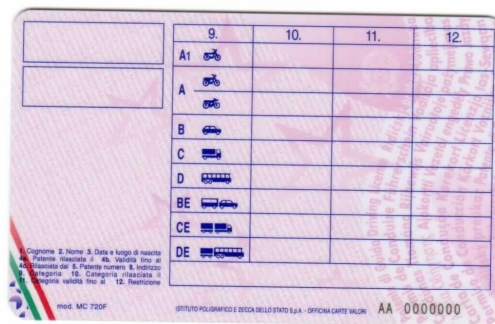 9. 10. 11. 12.
A1
A
B
C
D
BE
CE
DE
1. Cognome 2. Nome 3. Data e luogo di nascita
4a. Patente rilasciata il 4b. Validità fino al
4c. Rilasciata dal 5. Patente numero 8. Indirizzo
9. Categoria 10. Categoria rilasciata il
11. Categoria validità fino al 12. Restrizione
mod. MC 720F
ISTITUTO POLIGRAFICO E ZECCA DELLO STATO S.p.A. - OFFICINA CARTE VALORI AA 0000000